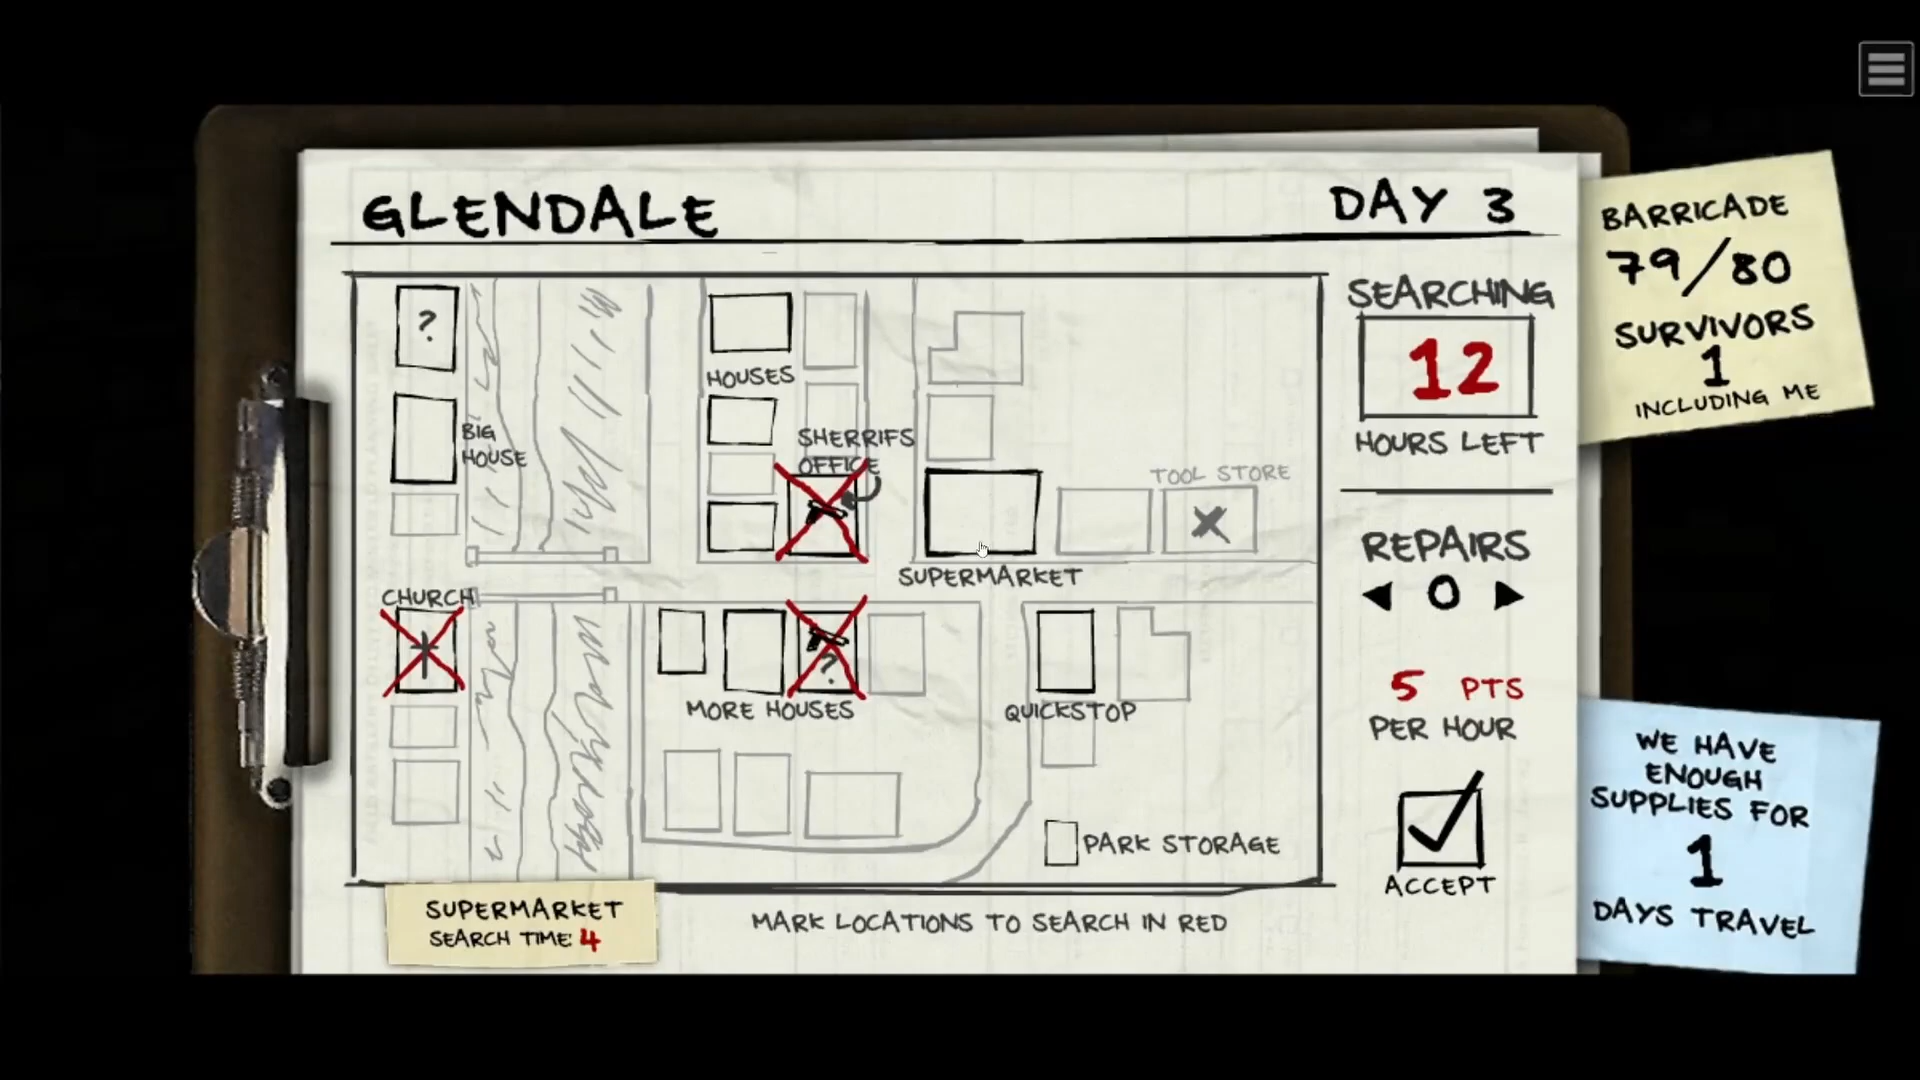 GLENDALE
DAY 3
BARRICADE
79/80
SURVIVORS
1
INCLUDING ME
SEARCHING
12
HOURS LEFT
?
HOUSES
BIG
HOUSE
SHERRIFS
OFFICE
TOOL STORE
SUPERMARKET
REPAIRS
0
CHURCH
?
MORE HOUSES
QUICKSTOP
5 PTS
PER HOUR
PARK STORAGE
ACCEPT
WE HAVE
ENOUGH
SUPPLIES FOR
1
DAYS TRAVEL
SUPERMARKET
SEARCH TIME: 4
MARK LOCATIONS TO SEARCH IN RED